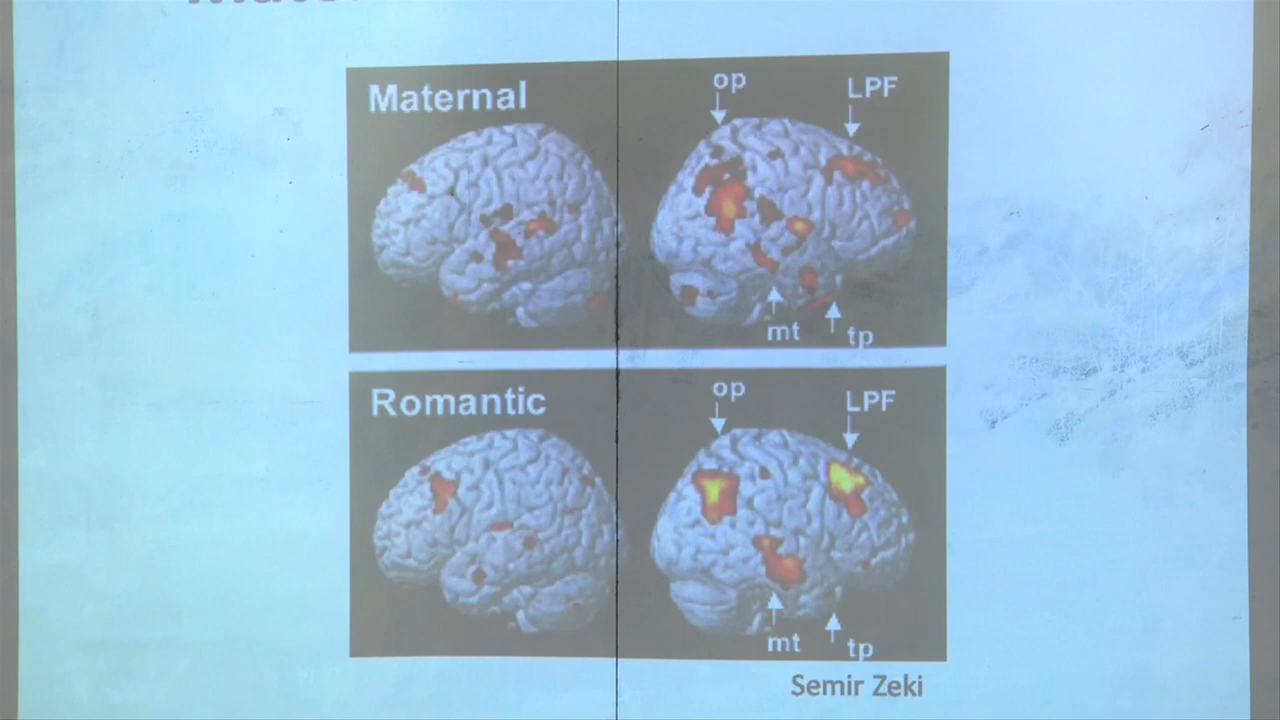 Maternal
op
LPF
mt
tp
Romantic
op
LPF
mt
tp
Semir Zeki